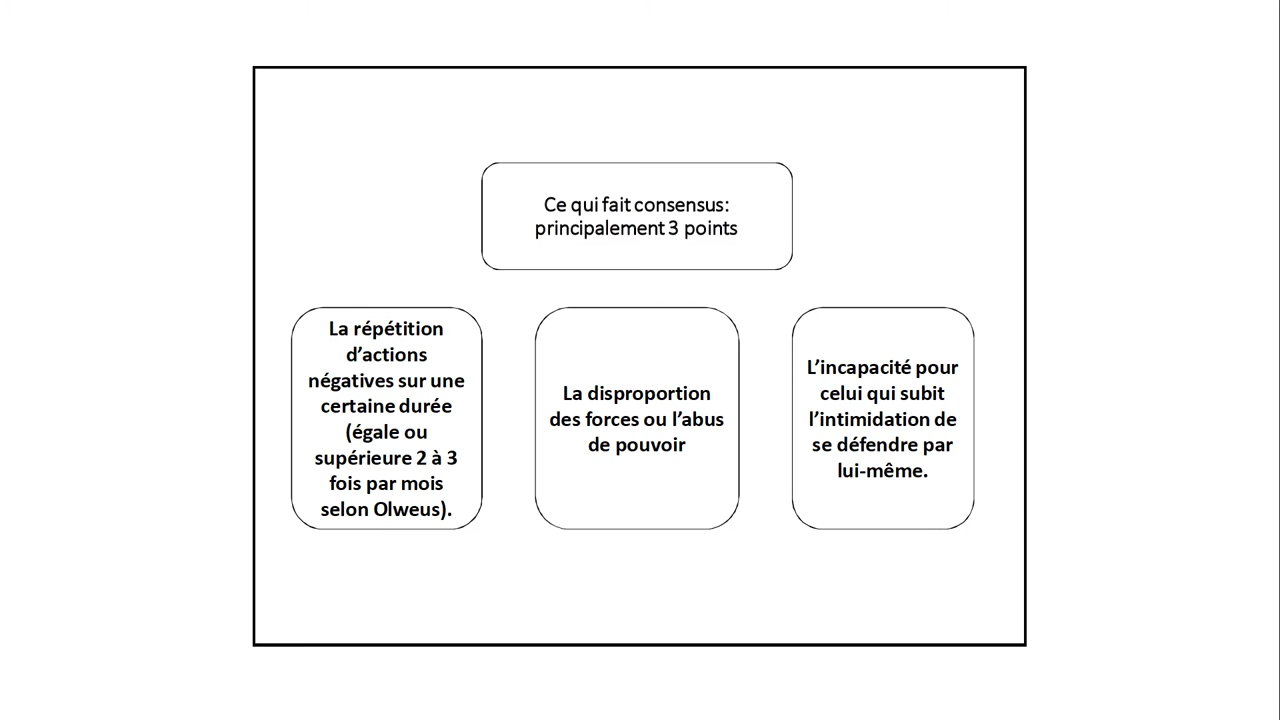 Ce qui fait consensus:
principalement 3 points
La répétition
d’actions
négatives sur une
certaine durée
(égale ou
supérieure 2 à 3
fois par mois
selon Olweus).
La disproportion
des forces ou l’abus
de pouvoir
L’incapacité pour
celui qui subit
l’intimidation de
se défendre par
lui-même.